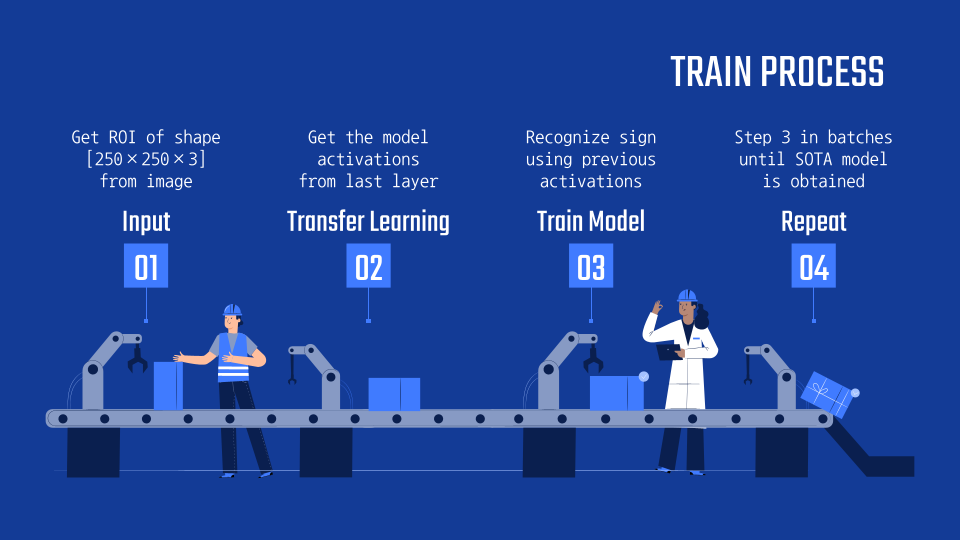 TRAIN PROCESS
Get ROI of shape
[250×250×3]
from image
Input
01
Get the model
activations
from last layer
Transfer Learning
02
Recognize sign
using previous
activations
Train Model
03
Step 3 in batches
until SOTA model
is obtained
Repeat
04